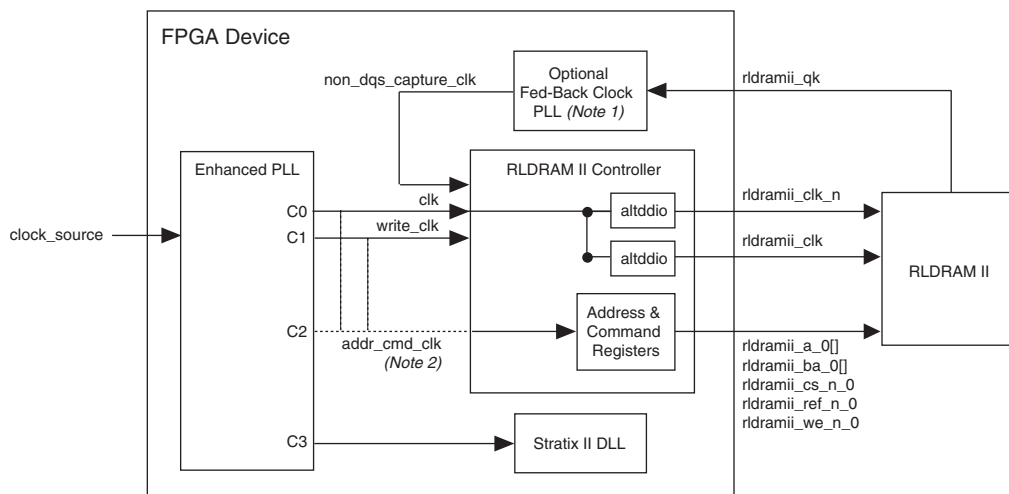 FPGA Device
non_dqs_capture_clk
Optional
Fed-Back Clock
PLL (Note 1)
rldramii_qk
Enhanced PLL
RLDRAM II Controller
C0
clk
altddio
rldramii_clk_n
clock_source
C1
write_clk
altddio
rldramii_clk
RLDRAM II
C2
addr_cmd_clk
(Note 2)
Address &
Command
Registers
rldramii_a_0[]
rldramii_ba_0[]
rldramii_cs_n_0
rldramii_ref_n_0
rldramii_we_n_0
C3
Stratix II DLL